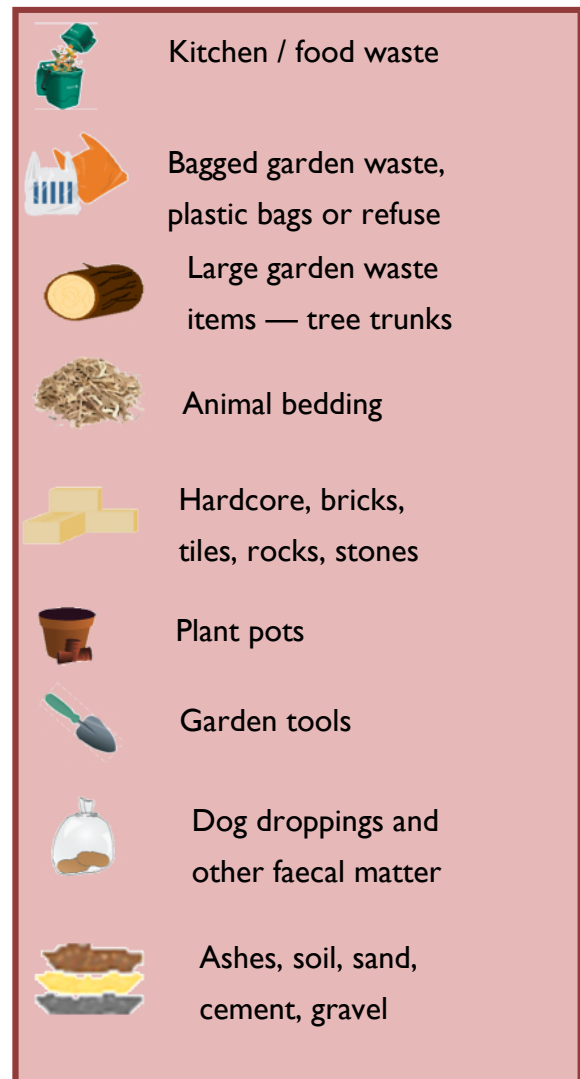 Kitchen / food waste
Bagged garden waste,
plastic bags or refuse
Large garden waste
items — tree trunks
Animal bedding
Hardcore, bricks,
tiles, rocks, stones
Plant pots
Garden tools
Dog droppings and
other faecal matter
Ashes, soil, sand,
cement, gravel